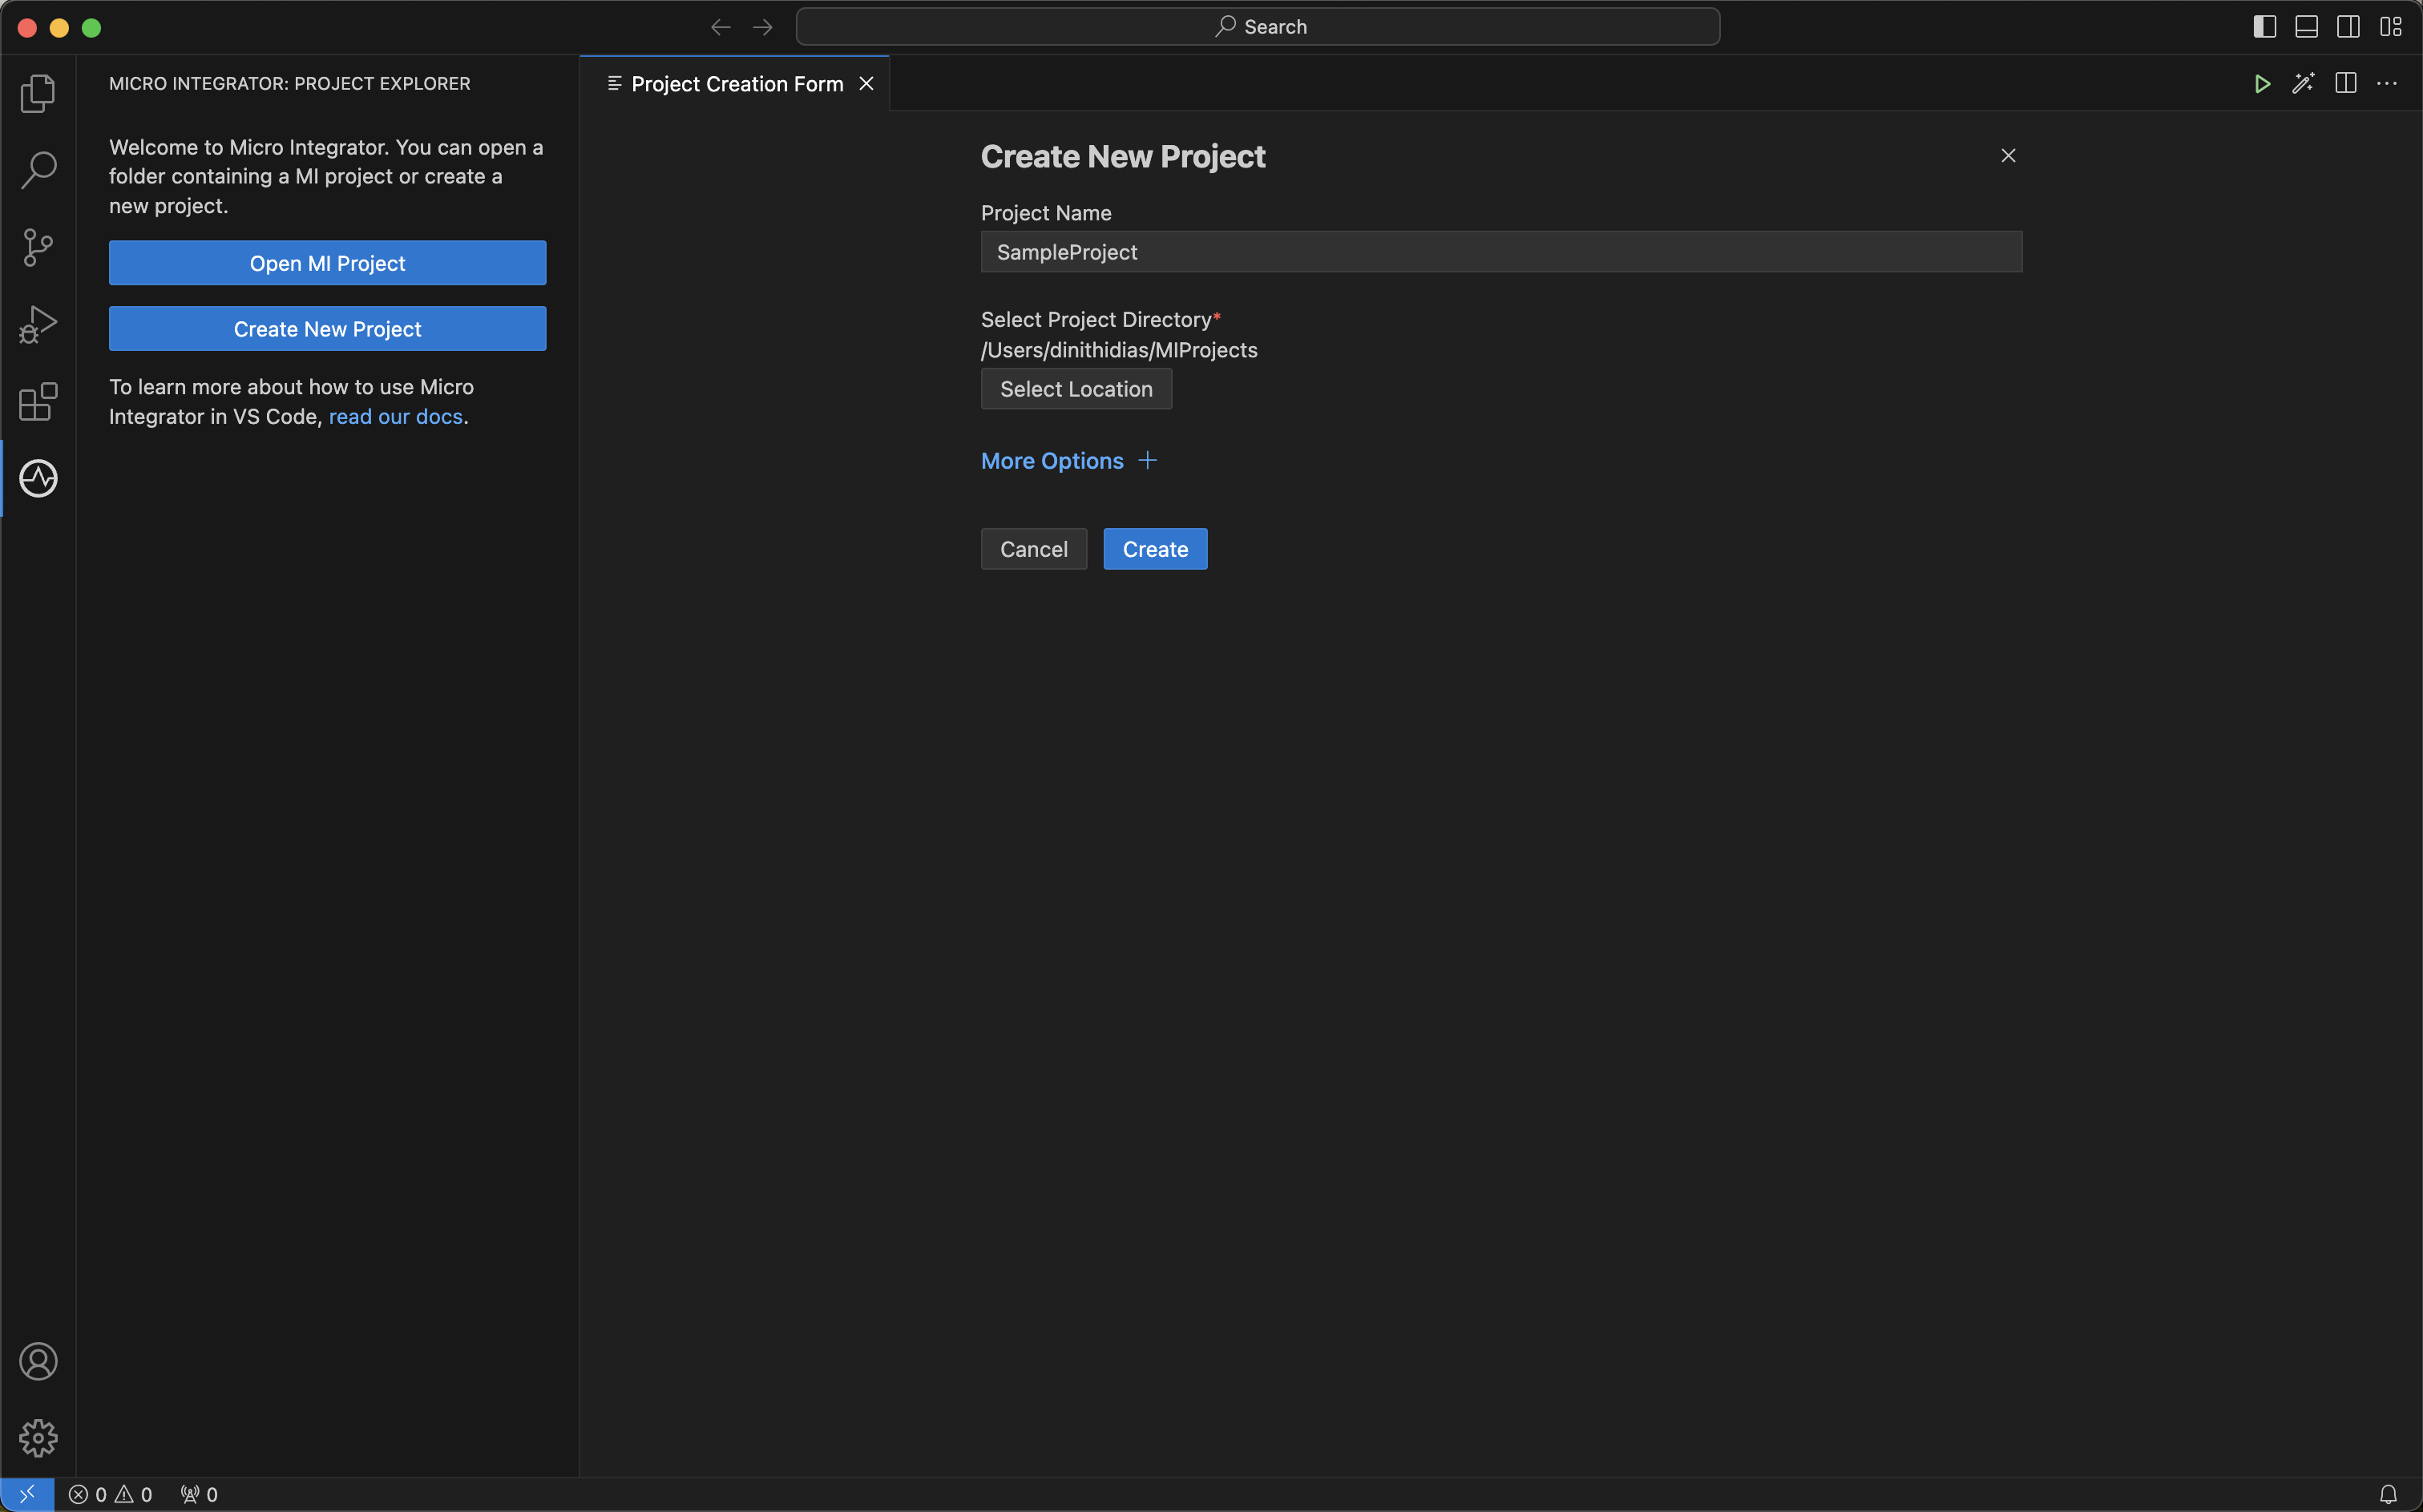 Search
MICRO INTEGRATOR: PROJECT EXPLORER
Welcome to Micro Integrator. You can open a
folder containing a MI project or create a
new project.
Open MI Project
Create New Project
To learn more about how to use Micro
Integrator in VS Code, read our docs.
Project Creation Form
Create New Project
Project Name
SampleProject
Select Project Directory*
/Users/dinithidias/MIProjects
Select Location
More Options
Cancel
Create
0 0 0